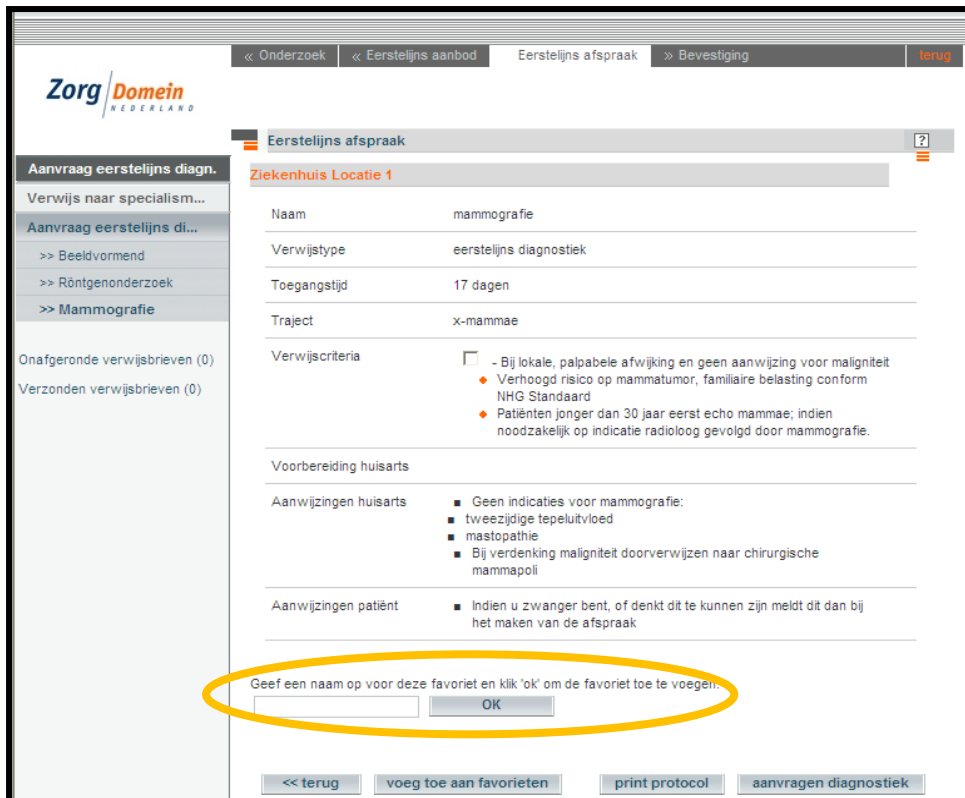 « Onderzoek « Eerstelijns aanbod Eerstelijns afspraak » Bevestiging terug
Zorg Domein
NEDERLAND
Eerstelijns afspraak ?
Aanvraag eerstelijns diagn.
Verwijs naar specialism...
Aanvraag eerstelijns di...
>> Beeldvormend
>> Röntgenonderzoek
>> Mammografie
Onafgeronde verwijsbrieven (0)
Verzonden verwijsbrieven (0)
Ziekenhuis Locatie 1
Naam mammografie
Verwijstype eerstelijns diagnostiek
Toegangstijd 17 dagen
Traject x-mammae
Verwijscriteria - Bij lokale, palpabele afwijking en geen aanwijzing voor maligniteit
Verhoogd risico op mammatumor, familiaire belasting conform
NHG Standaard
Patiënten jonger dan 30 jaar eerst echo mammae; indien
noodzakelijk op indicatie radioloog gevolgd door mammografie.
Voorbereiding huisarts
Aanwijzingen huisarts ▪ Geen indicaties voor mammografie:
▪ tweezijdige tepeluitvloed
▪ mastopathie
▪ Bij verdenking maligniteit doorverwijzen naar chirurgische
mammapoli
Aanwijzingen patiënt ▪ Indien u zwanger bent, of denkt dit te kunnen zijn meldt dit dan bij
het maken van de afspraak
Geef een naam op voor deze favoriet en klik 'ok' om de favoriet toe te voegen.
OK
<< terug voeg toe aan favorieten print protocol aanvragen diagnostiek